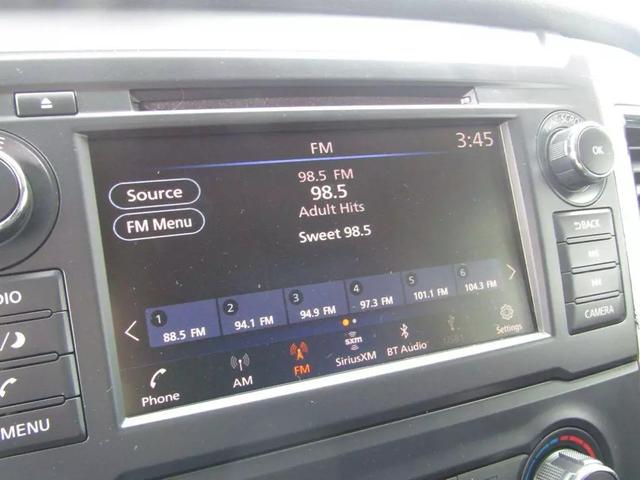 FM
3:45
98.5 FM
98.5
Adult Hits
Sweet 98.5
Source
FM Menu
1 88.5 FM
2 94.1 FM
3 94.9 FM
4 97.3 FM
5 101.1 FM
6 104.3 FM
Phone
AM
FM
sxm
SiriusXM
BT Audio
Settings
OK
BACK
CAMERA
MENU